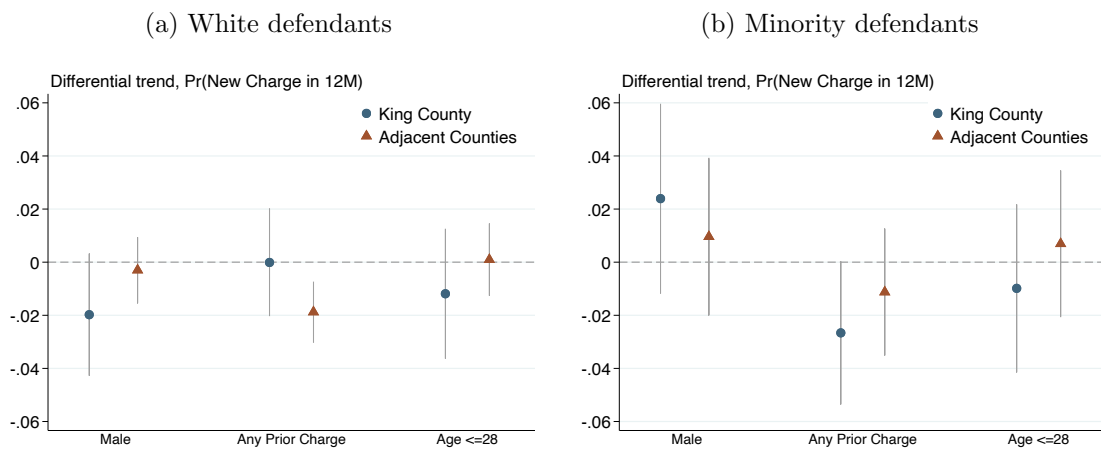 (a) White defendants
Differential trend, Pr(New Charge in 12M)
.06
.04
.02
0
-.02
-.04
-.06
King County
Adjacent Counties
Male
Any Prior Charge
Age <=28
(b) Minority defendants
Differential trend, Pr(New Charge in 12M)
.06
.04
.02
0
-.02
-.04
-.06
King County
Adjacent Counties
Male
Any Prior Charge
Age <=28